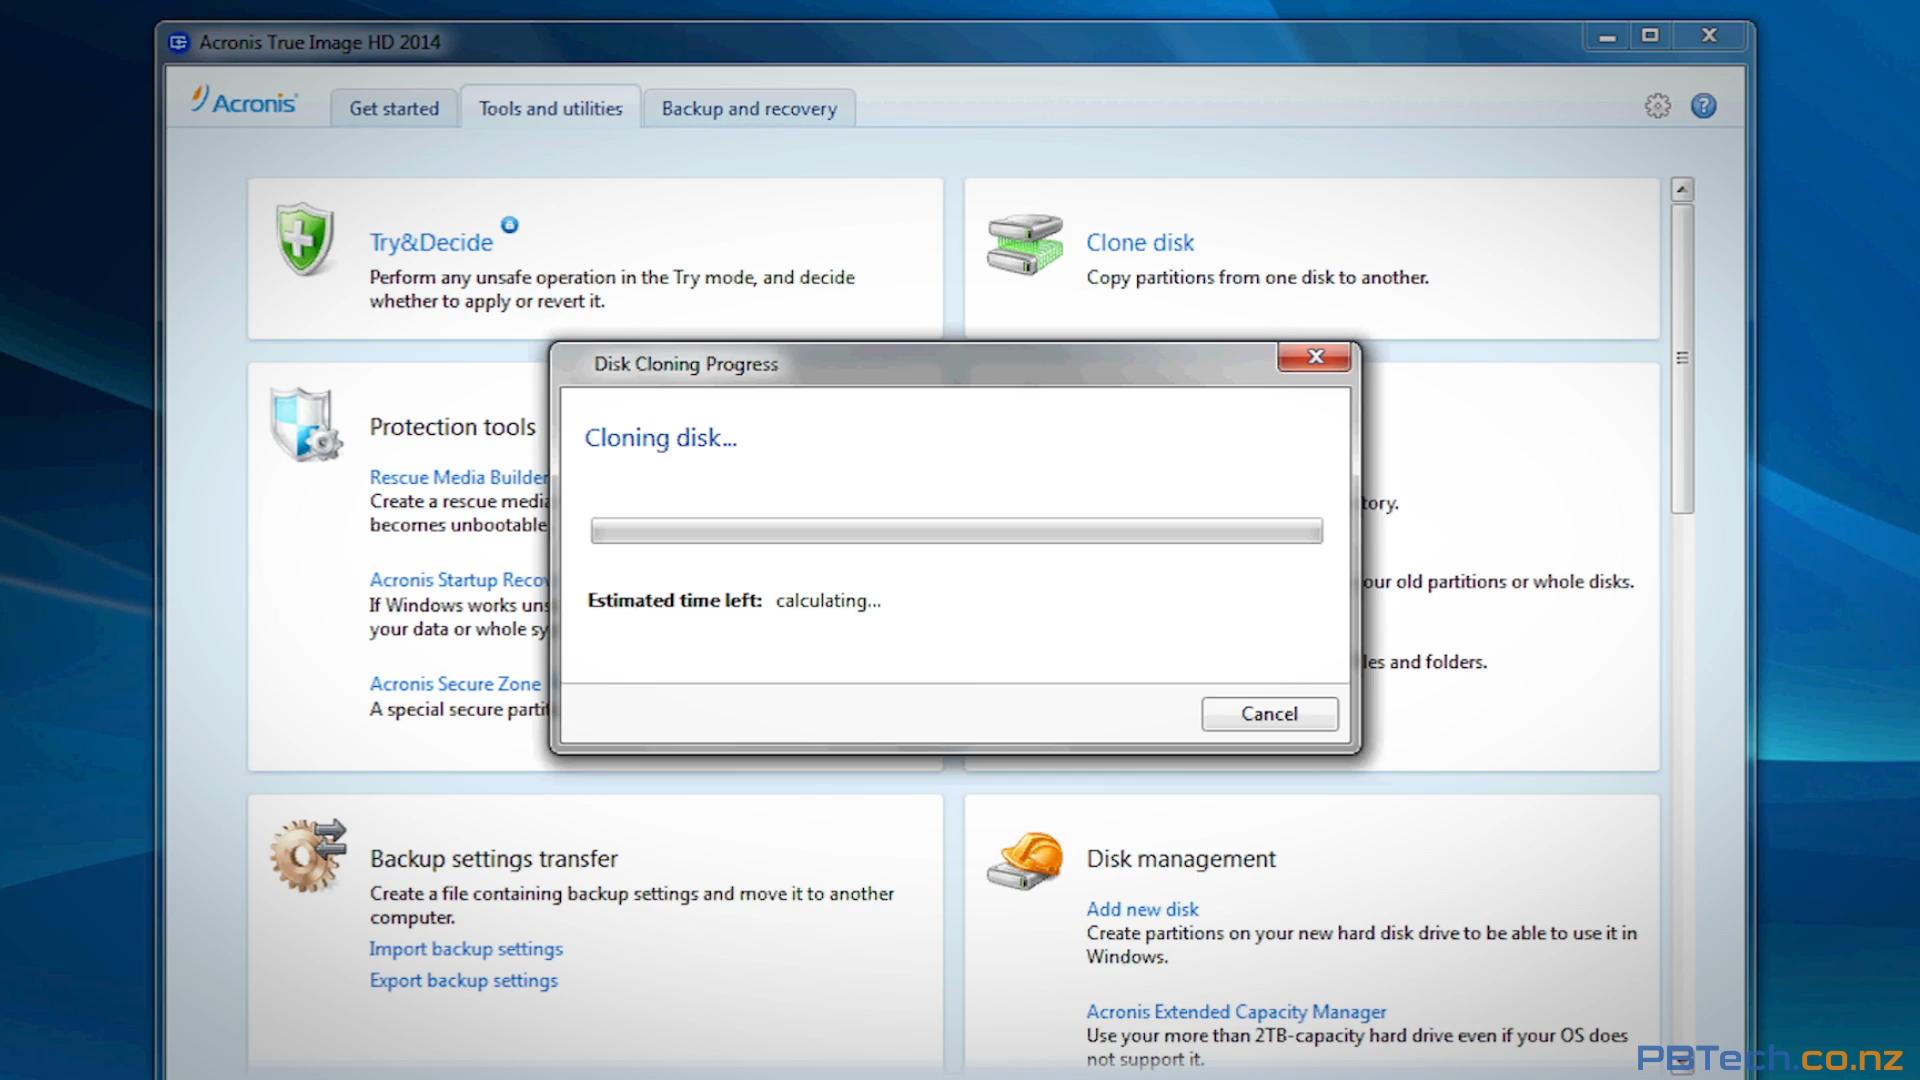 Acronis True Image HD 2014
Acronis
Get started
Tools and utilities
Backup and recovery
Try&Decide
Perform any unsafe operation in the Try mode, and decide
whether to apply or revert it.
Clone disk
Copy partitions from one disk to another.
Disk Cloning Progress
Cloning disk...
Estimated time left: calculating...
Cancel
Protection tools
Rescue Media Builder
Create a rescue media
becomes unbootable
Acronis Startup Reco
If Windows works uns
your data or whole sy
Acronis Secure Zone
A special secure partit
tory.
our old partitions or whole disks.
les and folders.
Backup settings transfer
Create a file containing backup settings and move it to another
computer.
Import backup settings
Export backup settings
Disk management
Add new disk
Create partitions on your new hard disk drive to be able to use it in
Windows.
Acronis Extended Capacity Manager
Use your more than 2TB-capacity hard drive even if your OS does
not support it.
PBTech.co.nz